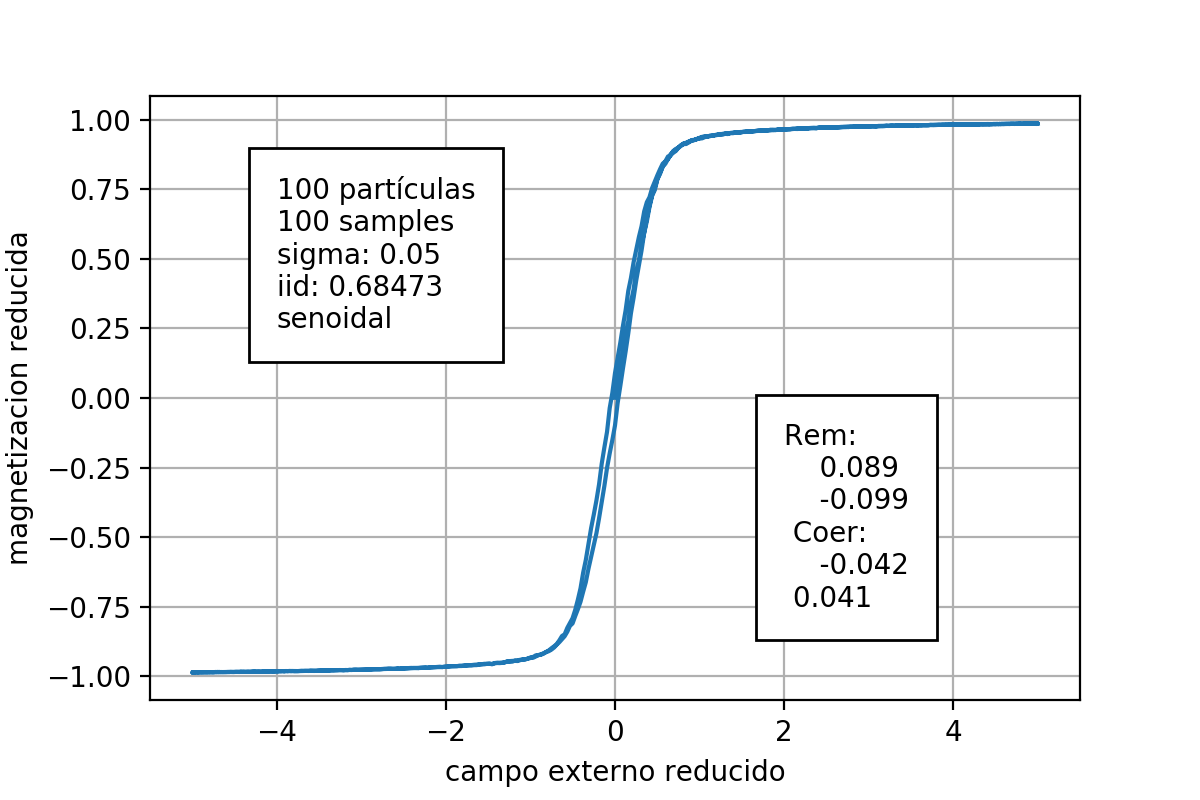 1.00
0.75
0.50
0.25
0.00
−0.25
−0.50
−0.75
−1.00
magnetizacion reducida
100 partículas
100 samples
sigma: 0.05
iid: 0.68473
senoidal
Rem:
0.089
-0.099
Coer:
-0.042
0.041
−4
−2
0
2
4
campo externo reducido